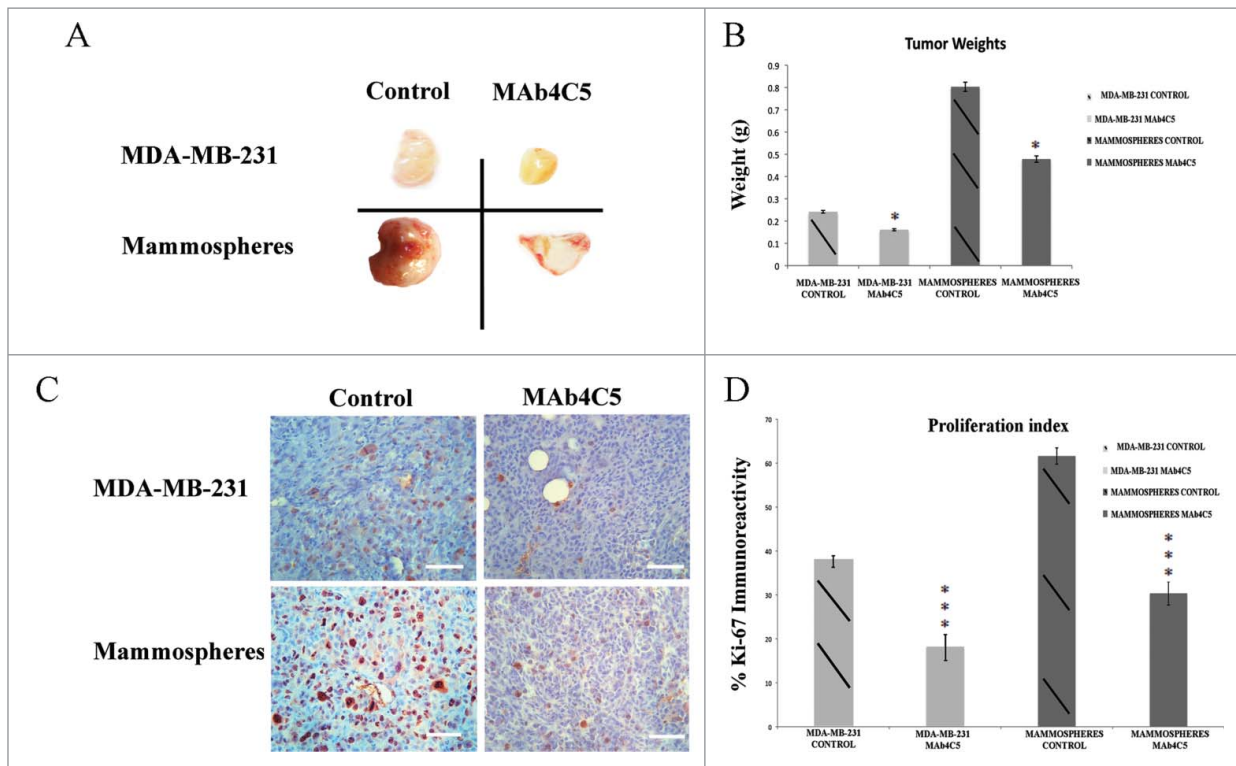 A
Control MAb4C5
MDA-MB-231
Mammospheres
B
Tumor Weights
Weight (g)
0.9
0.8
0.7
0.6
0.5
0.4
0.3
0.2
0.1
0
* *
MDA-MB-231 CONTROL
MDA-MB-231 MAb4C5
MAMMOSPHERES CONTROL
MAMMOSPHERES MAb4C5
MDA-MB-231 MDA-MB-231 MAMMOSPHERES MAMMOSPHERES
CONTROL MAb4C5 CONTROL MAb4C5
C
Control MAb4C5
MDA-MB-231
Mammospheres
D
Proliferation index
% Ki-67 Immunoreactivity
70
60
50
40
30
20
10
0
*** ***
MDA-MB-231 CONTROL
MDA-MB-231 MAb4C5
MAMMOSPHERES CONTROL
MAMMOSPHERES MAb4C5
MDA-MB-231 MDA-MB-231 MAMMOSPHERES MAMMOSPHERES
CONTROL MAb4C5 CONTROL MAb4C5